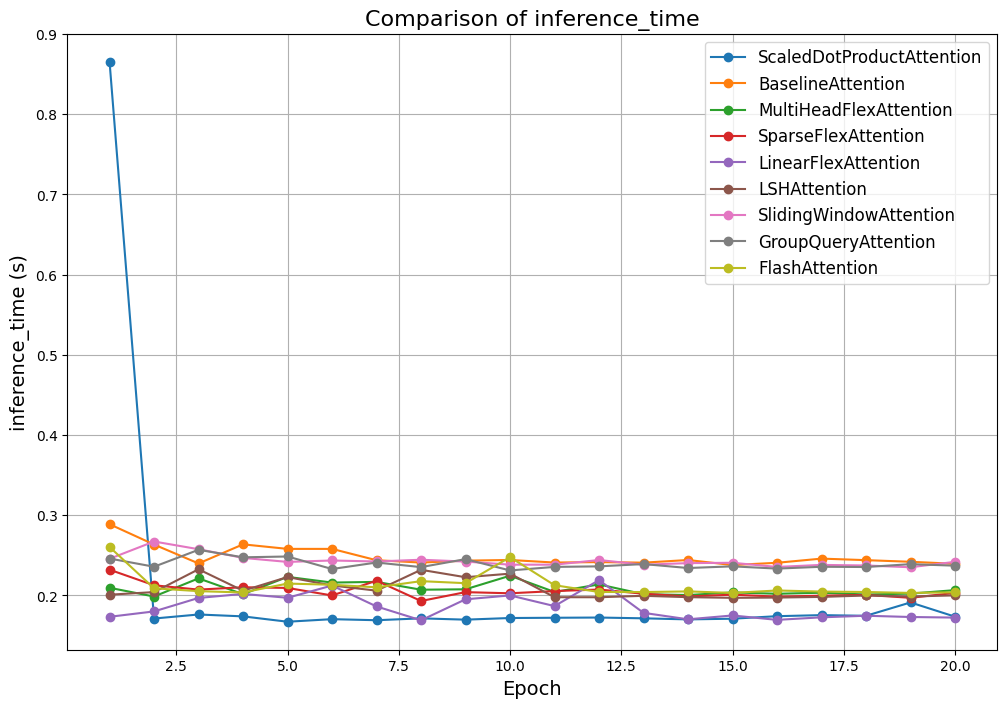 Comparison of inference_time
inference_time (s)
0.9
0.8
0.7
0.6
0.5
0.4
0.3
0.2
2.5
5.0
7.5
10.0
12.5
15.0
17.5
20.0
Epoch
ScaledDotProductAttention
BaselineAttention
MultiHeadFlexAttention
SparseFlexAttention
LinearFlexAttention
LSHAttention
SlidingWindowAttention
GroupQueryAttention
FlashAttention